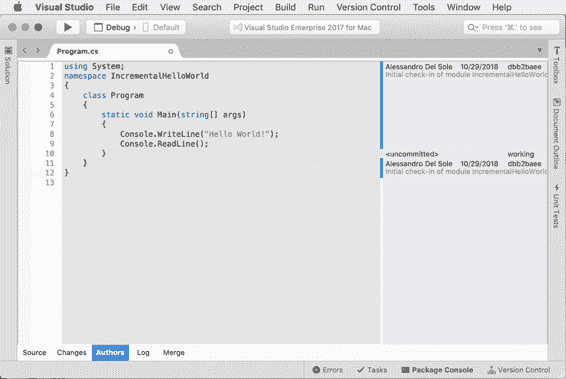 Visual Studio File Edit View Search Project Build Run Version Control Tools Window Help
Debug › Default
Visual Studio Enterprise 2017 for Mac
Press '⌘.' to sea
Solution
Program.cs
1 using System;
2 namespace IncrementalHelloWorld
3 {
4 class Program
5 {
6 static void Main(string[] args)
7 {
8 Console.WriteLine("Hello World!");
9 Console.ReadLine();
10 }
11 }
12 }
13
Alessandro Del Sole 10/29/2018 dbb2baee
Initial check-in of module IncrementalHelloWorld
<uncommitted> working
Alessandro Del Sole 10/29/2018 dbb2baee
Initial check-in of module IncrementalHelloWorl
Toolbox
Document Outline
Unit Tests
Source Changes Authors Log Merge
Errors Tasks Package Console Version Control